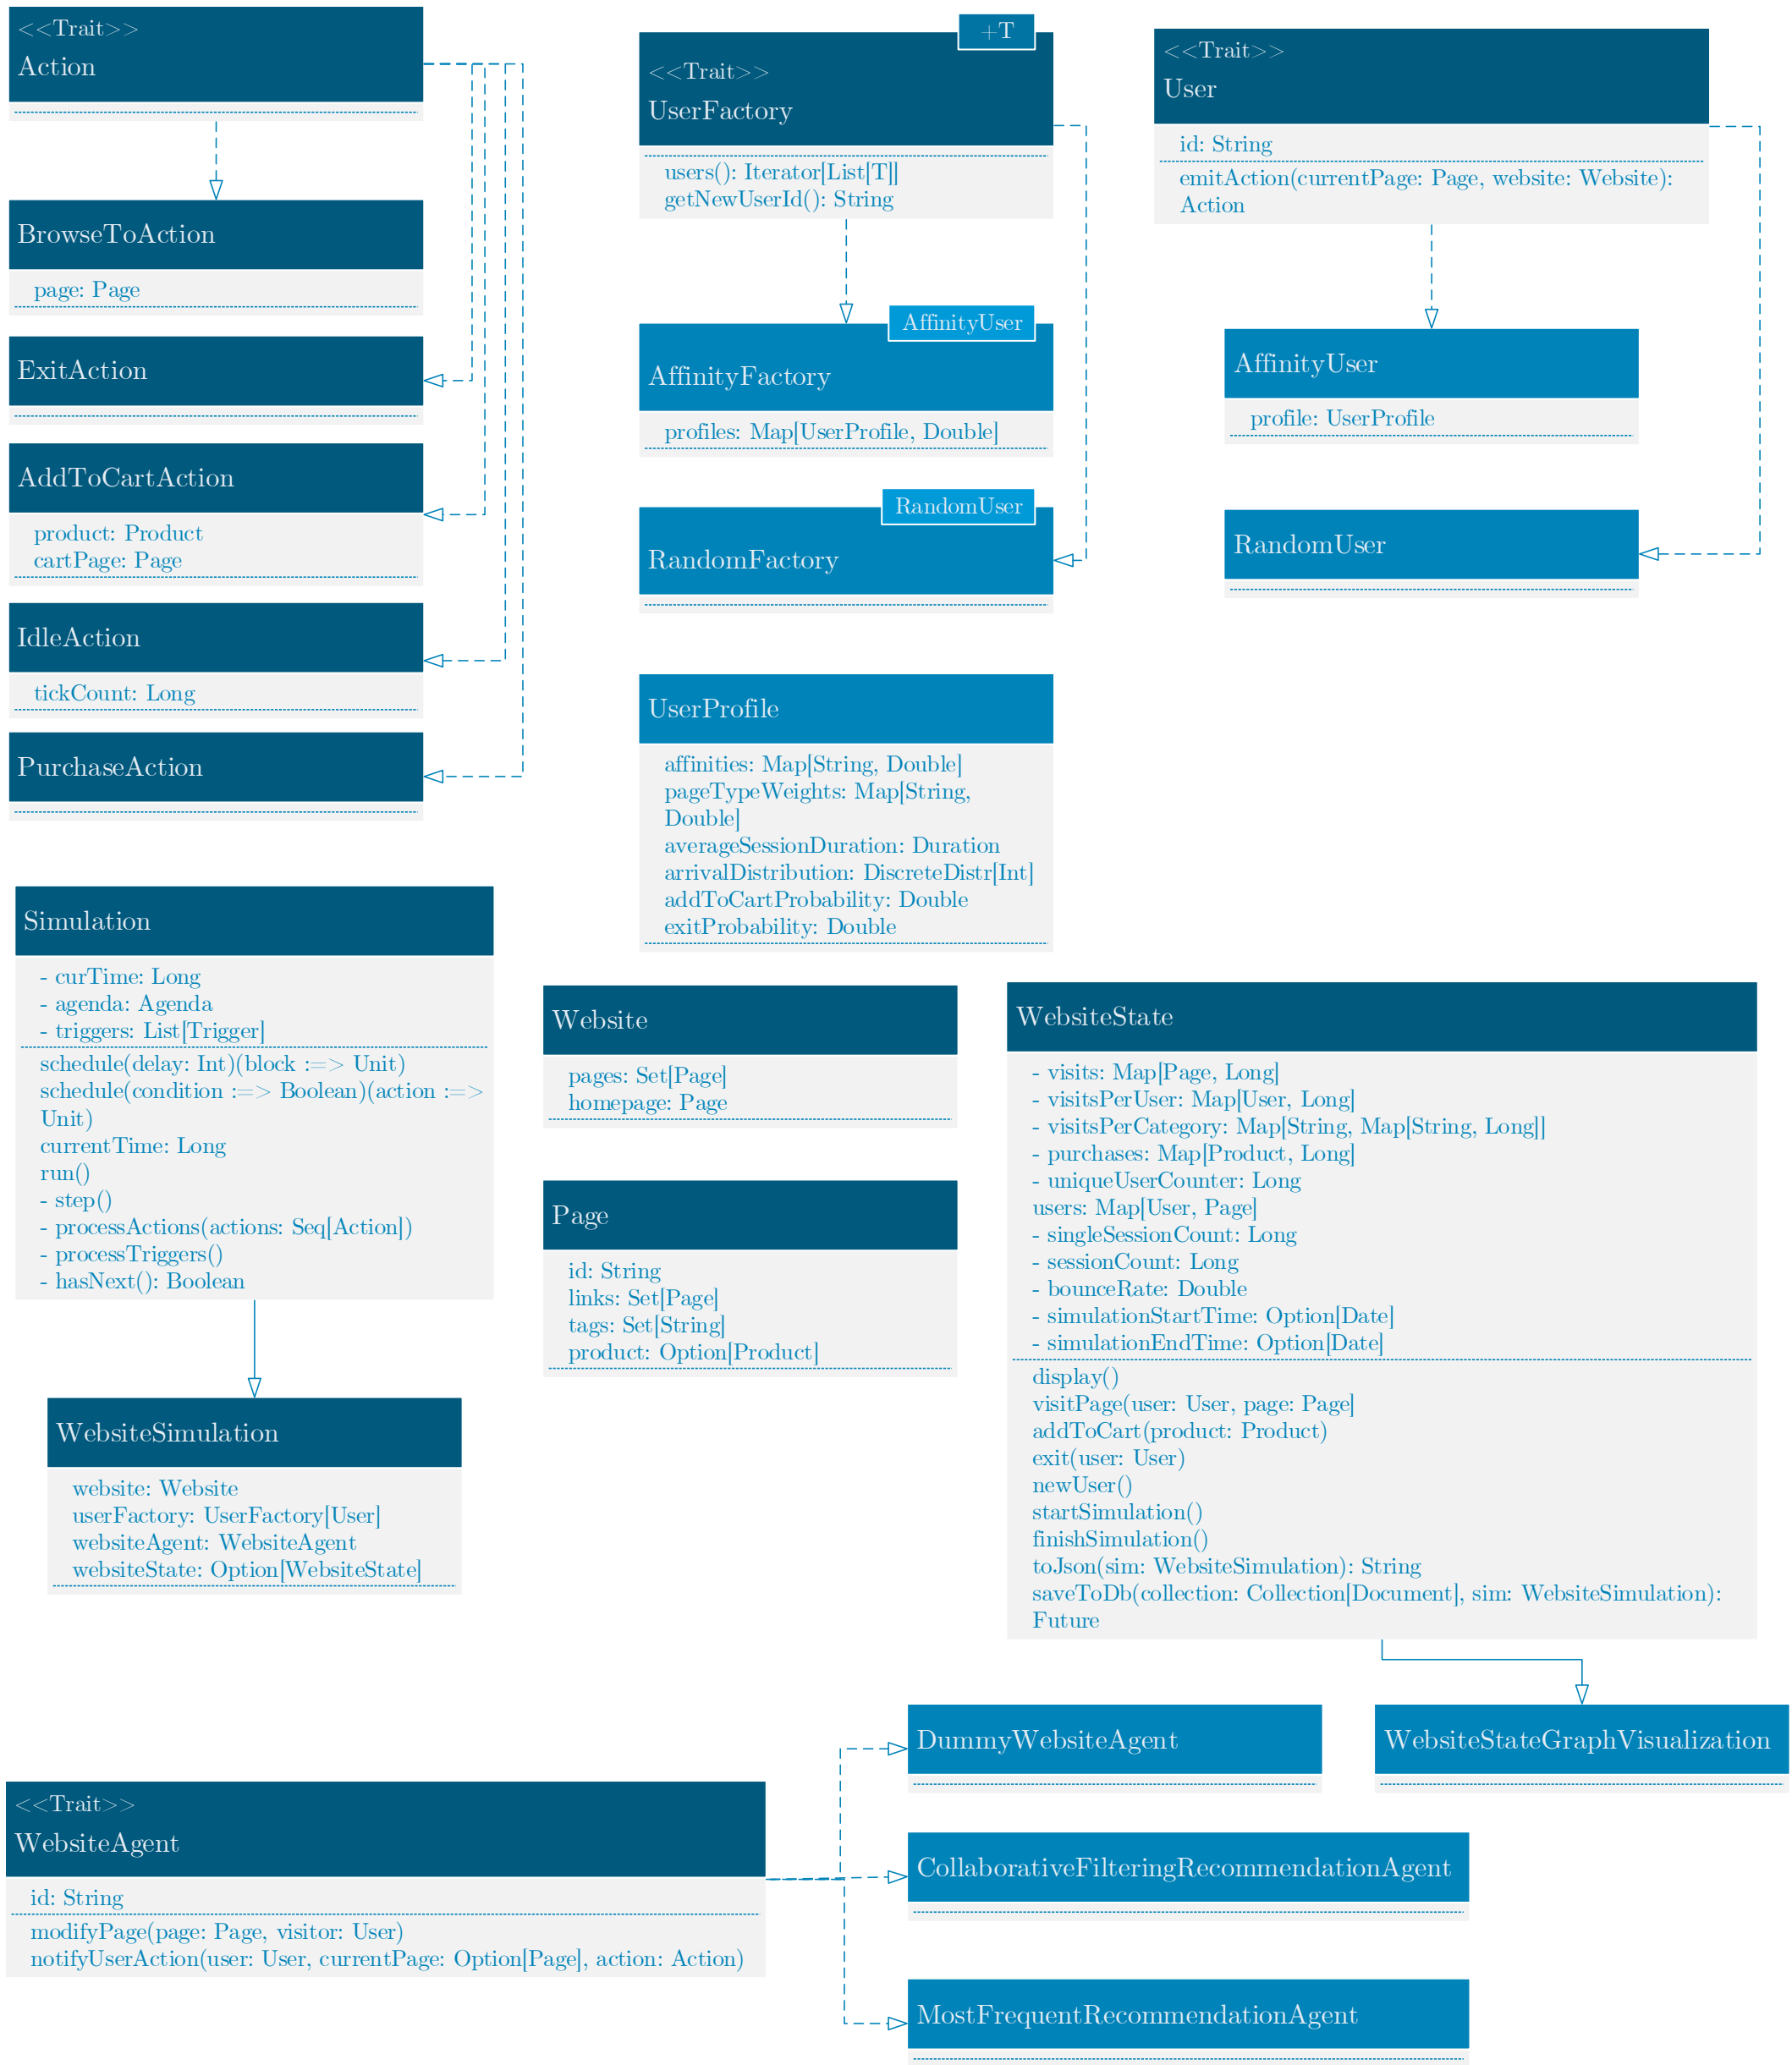 <<Trait>>
Action
BrowseToAction
page: Page
ExitAction
AddToCartAction
product: Product
cartPage: Page
IdleAction
tickCount: Long
PurchaseAction
+T
<<Trait>>
UserFactory
users(): Iterator[List[T]]
getNewUserId(): String
AffinityUser
AffinityFactory
profiles: Map[UserProfile, Double]
RandomUser
RandomFactory
<<Trait>>
User
id: String
emitAction(currentPage: Page, website: Website):
Action
AffinityUser
profile: UserProfile
RandomUser
UserProfile
affinities: Map[String, Double]
pageTypeWeights: Map[String,
Double]
averageSessionDuration: Duration
arrivalDistribution: DiscreteDistr[Int]
addToCartProbability: Double
exitProbability: Double
Simulation
- curTime: Long
- agenda: Agenda
- triggers: List[Trigger]
schedule(delay: Int)(block :=> Unit)
schedule(condition :=> Boolean)(action :=>
Unit)
currentTime: Long
run()
- step()
- processActions(actions: Seq[Action])
- processTriggers()
- hasNext(): Boolean
WebsiteSimulation
website: Website
userFactory: UserFactory[User]
websiteAgent: WebsiteAgent
websiteState: Option[WebsiteState]
Website
pages: Set[Page]
homepage: Page
Page
id: String
links: Set[Page]
tags: Set[String]
product: Option[Product]
WebsiteState
- visits: Map[Page, Long]
- visitsPerUser: Map[User, Long]
- visitsPerCategory: Map[String, Map[String, Long]]
- purchases: Map[Product, Long]
- uniqueUserCounter: Long
users: Map[User, Page]
- singleSessionCount: Long
- sessionCount: Long
- bounceRate: Double
- simulationStartTime: Option[Date]
- simulationEndTime: Option[Date]
display()
visitPage(user: User, page: Page]
addToCart(product: Product)
exit(user: User)
newUser()
startSimulation()
finishSimulation()
toJson(sim: WebsiteSimulation): String
saveToDb(collection: Collection[Document], sim: WebsiteSimulation):
Future
WebsiteStateGraphVisualization
<<Trait>>
WebsiteAgent
id: String
modifyPage(page: Page, visitor: User)
notifyUserAction(user: User, currentPage: Option[Page], action: Action)
DummyWebsiteAgent
CollaborativeFilteringRecommendationAgent
MostFrequentRecommendationAgent